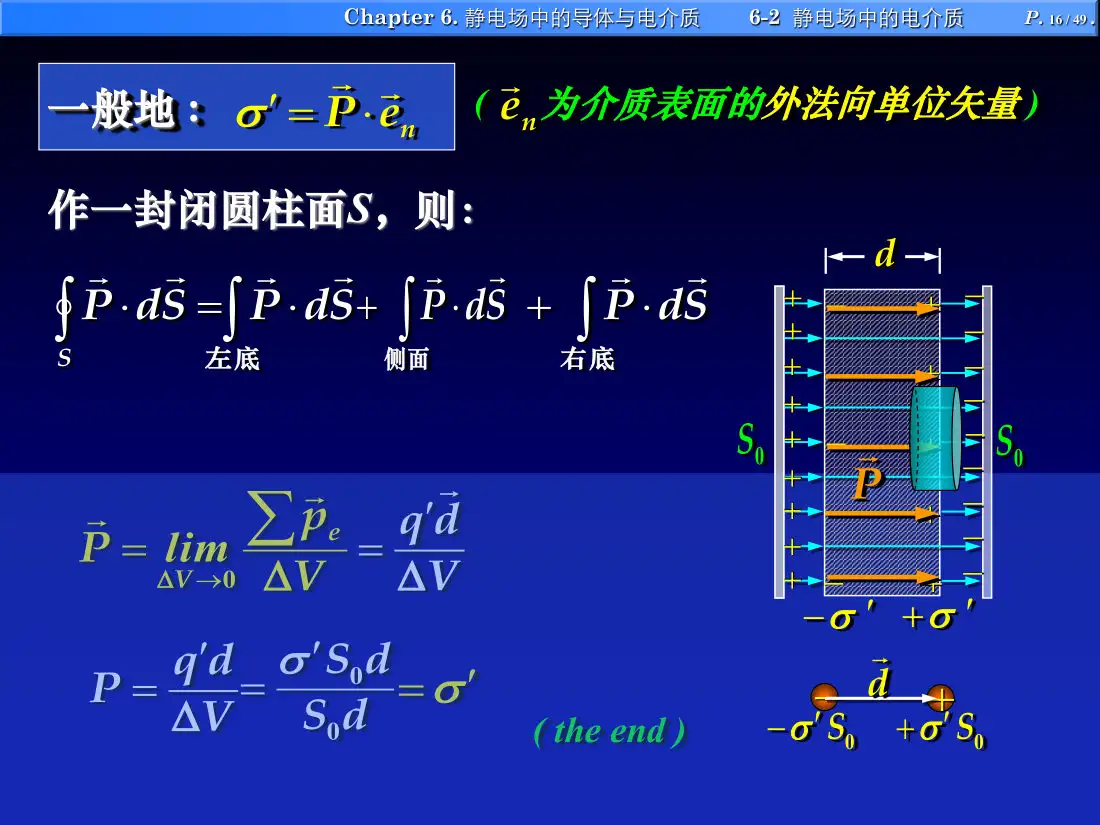 Chapter 6. 静电场中的导体与电介质 6-2 静电场中的电介质 P. 16 / 49 .
一般地： σ′ = P⃗ · e⃗ₙ ( e⃗ₙ 为介质表面的外法向单位矢量 )
作一封闭圆柱面S，则：
∮ P⃗ · dS⃗ = ∫ P⃗ · dS⃗ + ∫ P⃗ · dS⃗ + ∫ P⃗ · dS⃗
S 左底 侧面 右底
d
S₀ P⃗ S₀
−σ′ +σ′
P⃗ = lim_{ΔV→0} ∑p⃗ₑ / ΔV = q′d⃗ / ΔV
P = q′d / ΔV = σ′S₀d / S₀d = σ′
d⃗
− +
−σ′S₀ +σ′S₀
( the end )